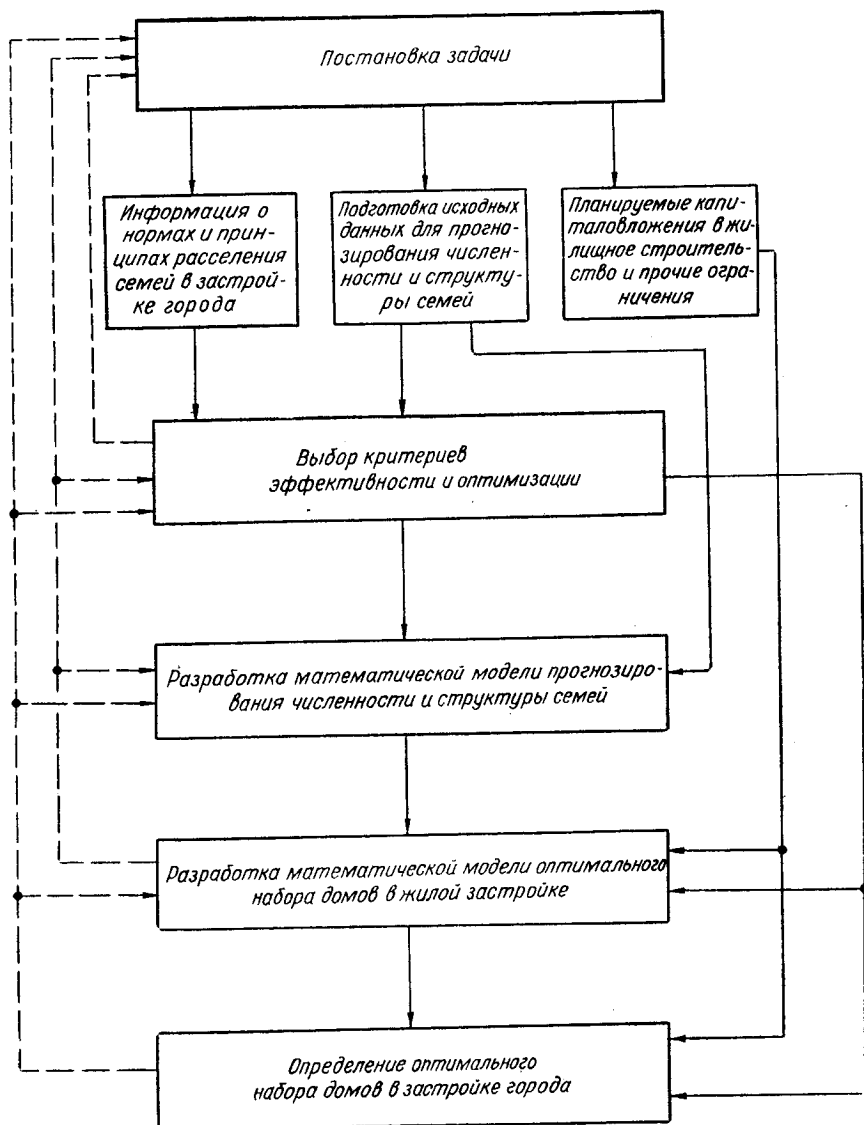 Постановка задачи
Информация о
нормах и прин-
ципах расселения
семей в застрой-
ке города
Подготовка исходных
данных для прогно-
зирования числен-
ности и структу-
ры семей
Планируемые капи-
таловложения в жи-
лищное строитель-
ство и прочие огра-
ничения
Выбор критериев
эффективности и оптимизации
Разработка математической модели прогнозиро-
вания численности и структуры семей
Разработка математической модели оптимального
набора домов в жилой застройке
Определение оптимального
набора домов в застройке города